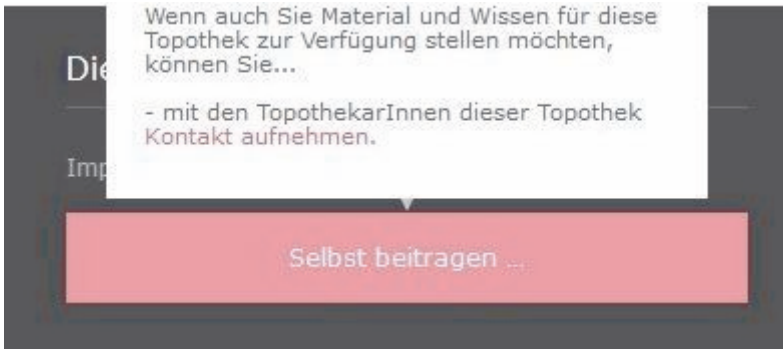 Wenn auch Sie Material und Wissen für diese
Topothek zur Verfügung stellen möchten,
können Sie...
- mit den TopothekarInnen dieser Topothek
Kontakt aufnehmen.
Selbst beitragen ...